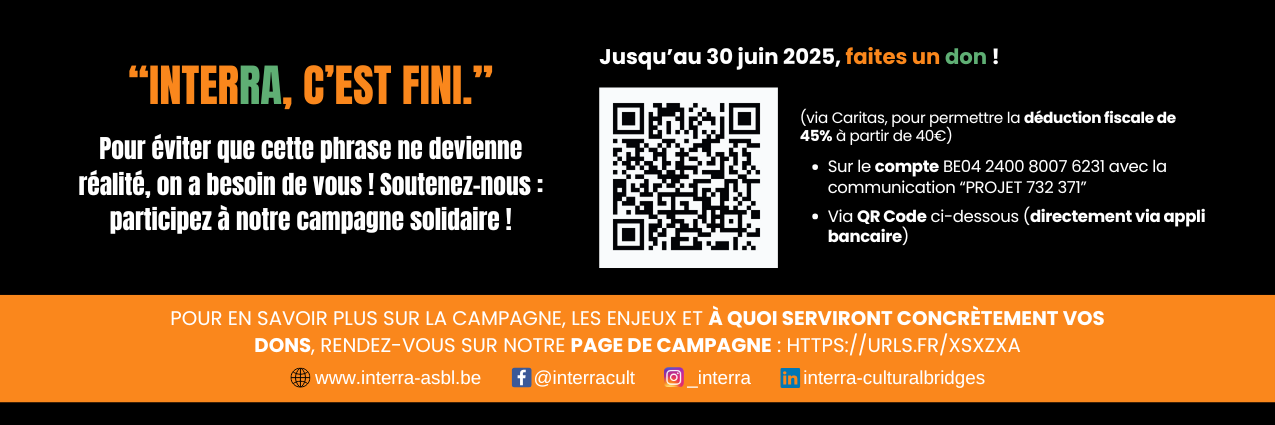 “INTERRA, C’EST FINI.”
Pour éviter que cette phrase ne devienne
réalité, on a besoin de vous ! Soutenez-nous :
participez à notre campagne solidaire !
Jusqu’au 30 juin 2025, faites un don !
(via Caritas, pour permettre la déduction fiscale de
45% à partir de 40€)
• Sur le compte BE04 2400 8007 6231 avec la
communication “PROJET 732 371”
• Via QR Code ci-dessous (directement via appli
bancaire)
POUR EN SAVOIR PLUS SUR LA CAMPAGNE, LES ENJEUX ET À QUOI SERVIRONT CONCRÈTEMENT VOS
DONS, RENDEZ-VOUS SUR NOTRE PAGE DE CAMPAGNE : HTTPS://URLS.FR/XSXZXA
www.interra-asbl.be @interracult _interra interra-culturalbridges